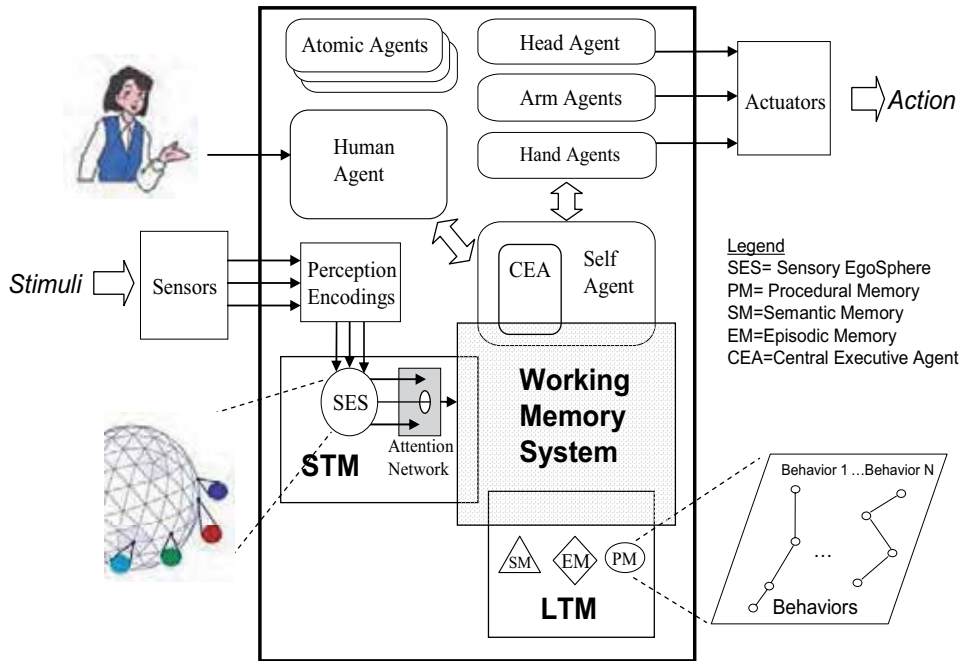 Atomic Agents
Head Agent
Arm Agents
Hand Agents
Actuators
Action
Human
Agent
Stimuli
Sensors
Perception
Encodings
CEA
Self
Agent
Legend
SES= Sensory EgoSphere
PM= Procedural Memory
SM=Semantic Memory
EM=Episodic Memory
CEA=Central Executive Agent
SES
Attention
Network
STM
Working
Memory
System
SM
EM
PM
LTM
Behavior 1 ...Behavior N
...
Behaviors